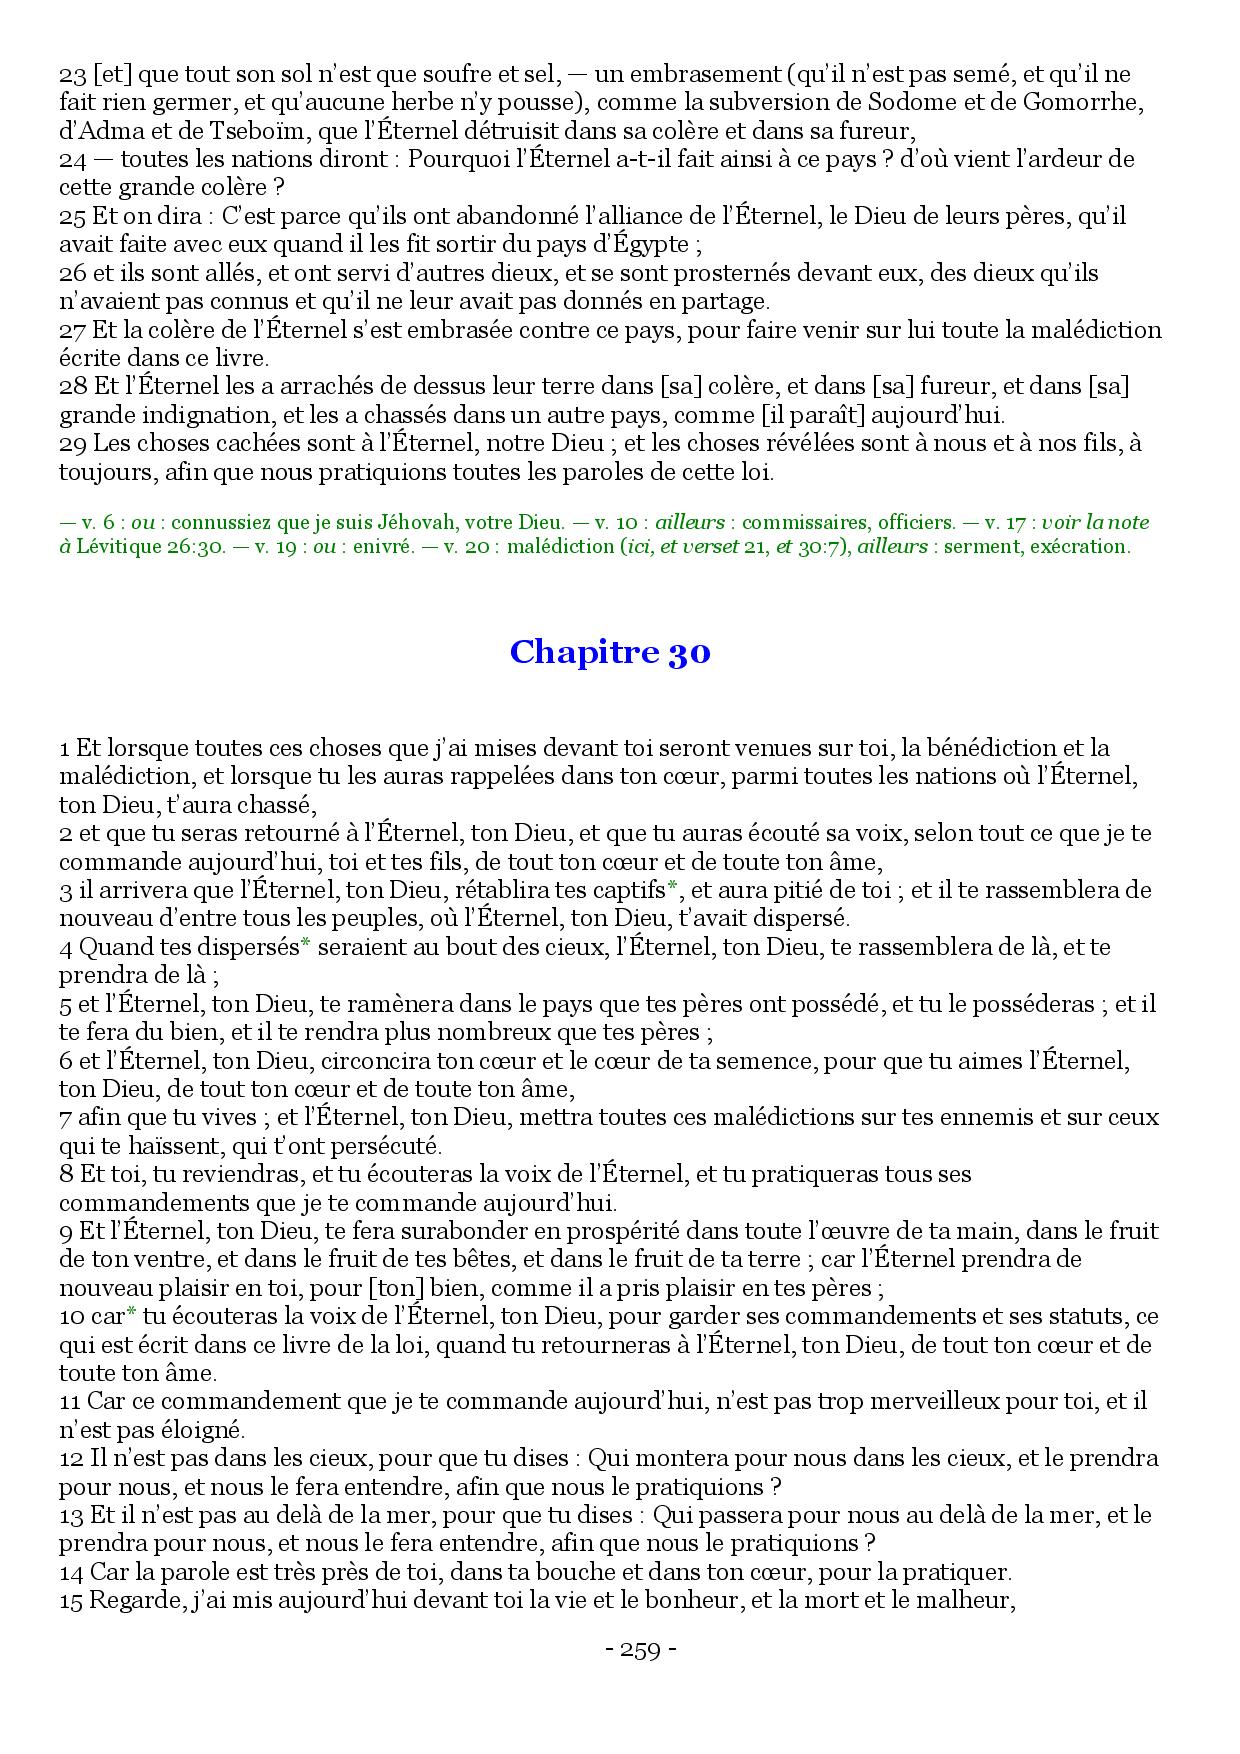 23 [et] que tout son sol n’est que soufre et sel, — un embrasement (qu’il n’est pas semé, et qu’il ne
fait rien germer, et qu’aucune herbe n’y pousse), comme la subversion de Sodome et de Gomorrhe,
d’Adma et de Tseboïm, que l’Éternel détruisit dans sa colère et dans sa fureur,
24 — toutes les nations diront : Pourquoi l’Éternel a-t-il fait ainsi à ce pays ? d’où vient l’ardeur de
cette grande colère ?
25 Et on dira : C’est parce qu’ils ont abandonné l’alliance de l’Éternel, le Dieu de leurs pères, qu’il
avait faite avec eux quand il les fit sortir du pays d’Égypte ;
26 et ils sont allés, et ont servi d’autres dieux, et se sont prosternés devant eux, des dieux qu’ils
n’avaient pas connus et qu’il ne leur avait pas donnés en partage.
27 Et la colère de l’Éternel s’est embrasée contre ce pays, pour faire venir sur lui toute la malédiction
écrite dans ce livre.
28 Et l’Éternel les a arrachés de dessus leur terre dans [sa] colère, et dans [sa] fureur, et dans [sa]
grande indignation, et les a chassés dans un autre pays, comme [il paraît] aujourd’hui.
29 Les choses cachées sont à l’Éternel, notre Dieu ; et les choses révélées sont à nous et à nos fils, à
toujours, afin que nous pratiquions toutes les paroles de cette loi.
— v. 6 : ou : connussiez que je suis Jéhovah, votre Dieu. — v. 10 : ailleurs : commissaires, officiers. — v. 17 : voir la note
à Lévitique 26:30. — v. 19 : ou : enivré. — v. 20 : malédiction (ici, et verset 21, et 30:7), ailleurs : serment, exécration.
Chapitre 30
1 Et lorsque toutes ces choses que j’ai mises devant toi seront venues sur toi, la bénédiction et la
malédiction, et lorsque tu les auras rappelées dans ton cœur, parmi toutes les nations où l’Éternel,
ton Dieu, t’aura chassé,
2 et que tu seras retourné à l’Éternel, ton Dieu, et que tu auras écouté sa voix, selon tout ce que je te
commande aujourd’hui, toi et tes fils, de tout ton cœur et de toute ton âme,
3 il arrivera que l’Éternel, ton Dieu, rétablira tes captifs*, et aura pitié de toi ; et il te rassemblera de
nouveau d’entre tous les peuples, où l’Éternel, ton Dieu, t’avait dispersé.
4 Quand tes dispersés* seraient au bout des cieux, l’Éternel, ton Dieu, te rassemblera de là, et te
prendra de là ;
5 et l’Éternel, ton Dieu, te ramènera dans le pays que tes pères ont possédé, et tu le posséderas ; et il
te fera du bien, et il te rendra plus nombreux que tes pères ;
6 et l’Éternel, ton Dieu, circoncira ton cœur et le cœur de ta semence, pour que tu aimes l’Éternel,
ton Dieu, de tout ton cœur et de toute ton âme,
7 afin que tu vives ; et l’Éternel, ton Dieu, mettra toutes ces malédictions sur tes ennemis et sur ceux
qui te haïssent, qui t’ont persécuté.
8 Et toi, tu reviendras, et tu écouteras la voix de l’Éternel, et tu pratiqueras tous ses
commandements que je te commande aujourd’hui.
9 Et l’Éternel, ton Dieu, te fera surabonder en prospérité dans toute l’œuvre de ta main, dans le fruit
de ton ventre, et dans le fruit de tes bêtes, et dans le fruit de ta terre ; car l’Éternel prendra de
nouveau plaisir en toi, pour [ton] bien, comme il a pris plaisir en tes pères ;
10 car* tu écouteras la voix de l’Éternel, ton Dieu, pour garder ses commandements et ses statuts, ce
qui est écrit dans ce livre de la loi, quand tu retourneras à l’Éternel, ton Dieu, de tout ton cœur et de
toute ton âme.
11 Car ce commandement que je te commande aujourd’hui, n’est pas trop merveilleux pour toi, et il
n’est pas éloigné.
12 Il n’est pas dans les cieux, pour que tu dises : Qui montera pour nous dans les cieux, et le prendra
pour nous, et nous le fera entendre, afin que nous le pratiquions ?
13 Et il n’est pas au delà de la mer, pour que tu dises : Qui passera pour nous au delà de la mer, et le
prendra pour nous, et nous le fera entendre, afin que nous le pratiquions ?
14 Car la parole est très près de toi, dans ta bouche et dans ton cœur, pour la pratiquer.
15 Regarde, j’ai mis aujourd’hui devant toi la vie et le bonheur, et la mort et le malheur,
- 259 -